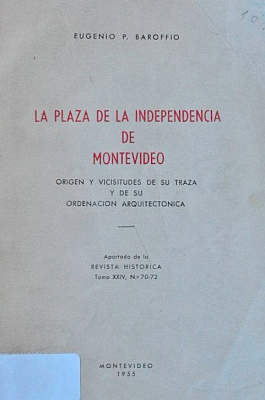 10
EUGENIO P. BAROFFIO
LA PLAZA DE LA INDEPENDENCIA
DE
MONTEVIDEO
ORIGEN Y VICISITUDES DE SU TRAZA
Y DE SU
ORDENACION ARQUITECTONICA
Apartado de la
REVISTA HISTORICA
Tomo XXIV, N.º 70-72
MONTEVIDEO
1955